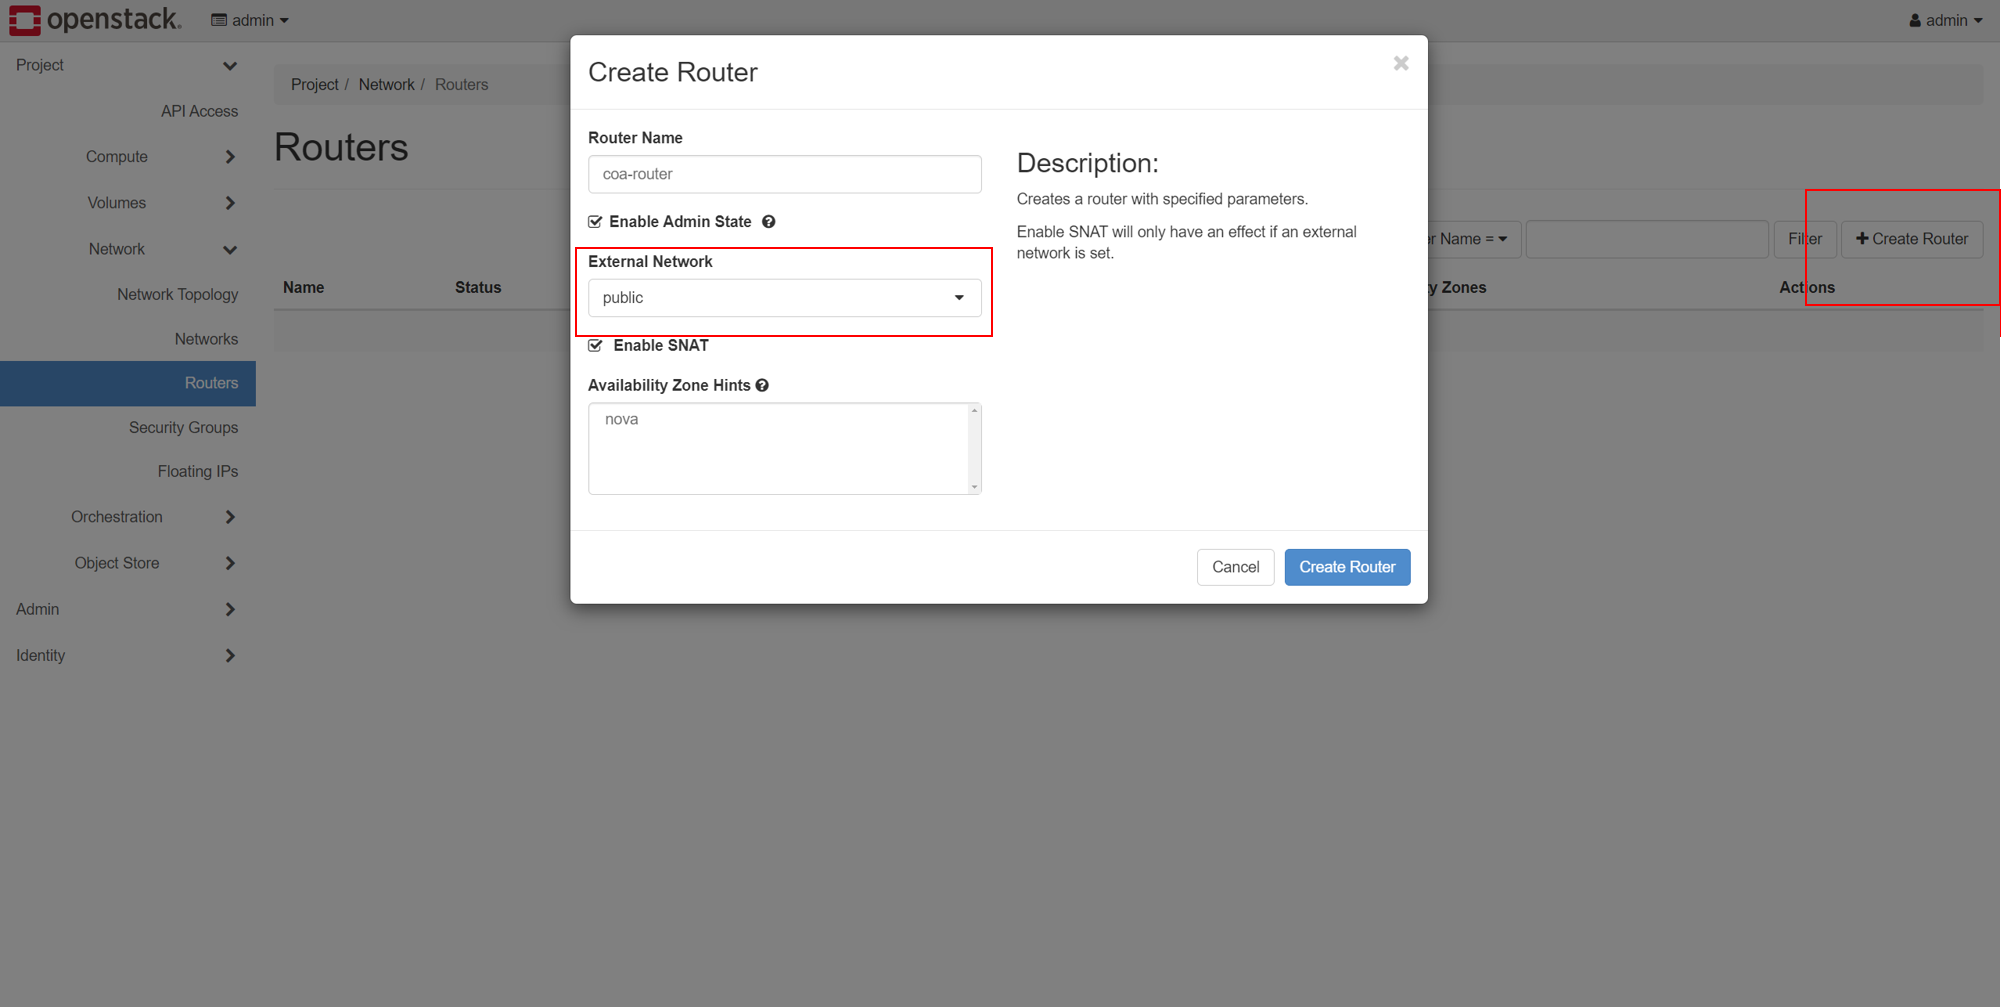 openstack.
admin
admin
Project
API Access
Compute
Volumes
Network
Network Topology
Networks
Routers
Security Groups
Floating IPs
Orchestration
Object Store
Admin
Identity
Project / Network / Routers
Routers
r Name =
Filter
Create Router
Name
Status
y Zones
Actions
Create Router
Router Name
coa-router
Enable Admin State
External Network
public
Enable SNAT
Availability Zone Hints
nova
Description:
Creates a router with specified parameters.
Enable SNAT will only have an effect if an external
network is set.
Cancel
Create Router